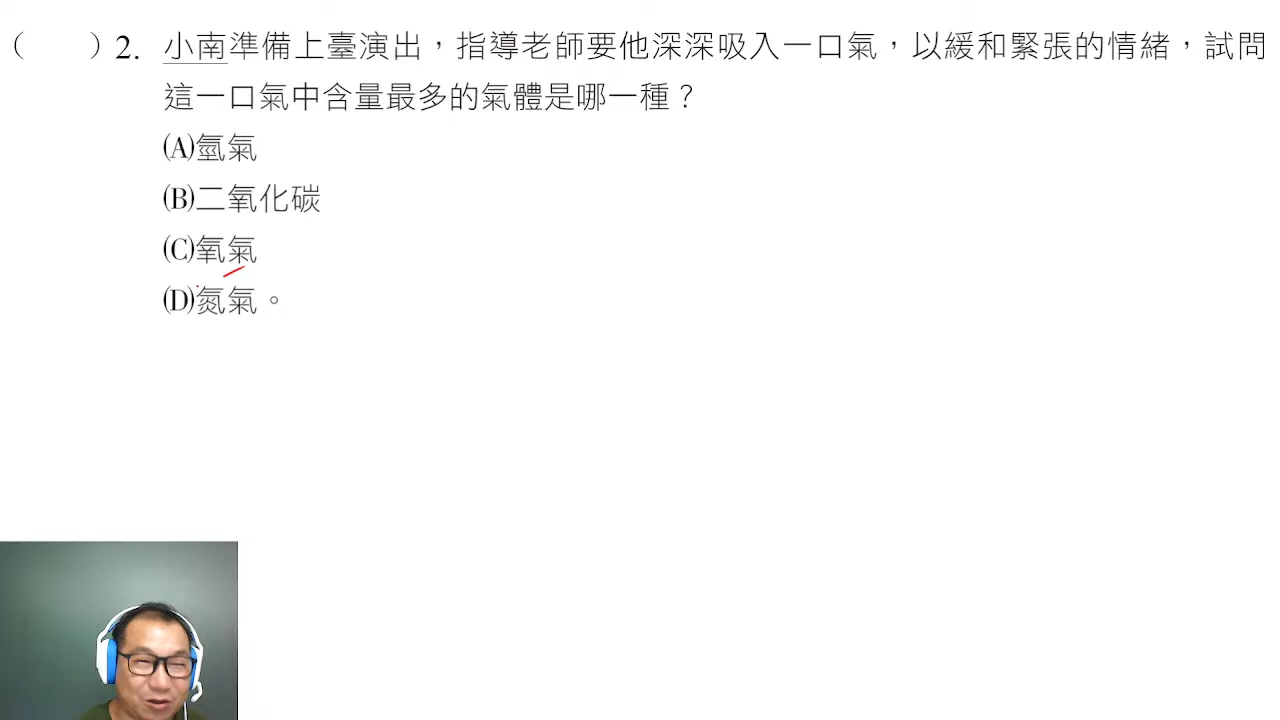 （　　）2. 小南準備上臺演出，指導老師要他深深吸入一口氣，以緩和緊張的情緒，試問
這一口氣中含量最多的氣體是哪一種？
(A)氫氣
(B)二氧化碳
(C)氧氣
(D)氮氣。